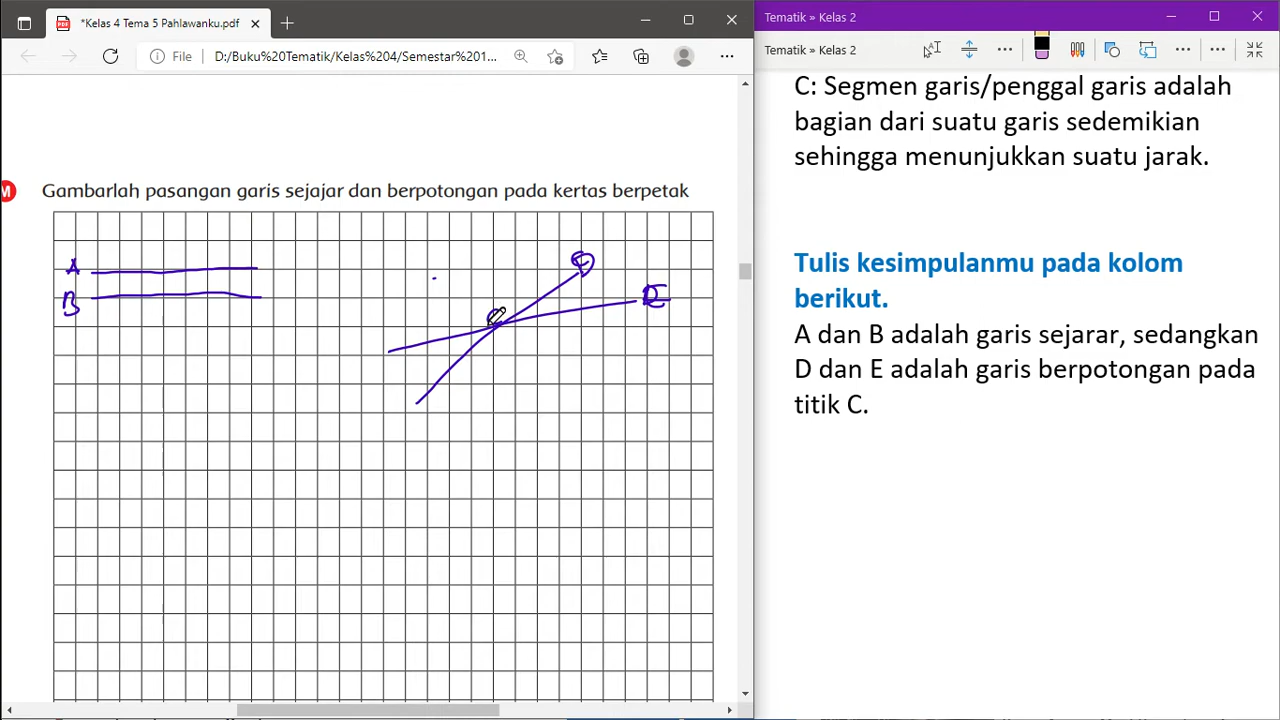 *Kelas 4 Tema 5 Pahlawanku.pdf
File
D:/Buku%20Tematik/Kelas%204/Semestar%201...
M
Gambarlah pasangan garis sejajar dan berpotongan pada kertas berpetak
A
B
D
E
Tematik » Kelas 2
Tematik » Kelas 2
C: Segmen garis/penggal garis adalah
bagian dari suatu garis sedemikian
sehingga menunjukkan suatu jarak.
Tulis kesimpulanmu pada kolom
berikut.
A dan B adalah garis sejarar, sedangkan
D dan E adalah garis berpotongan pada
titik C.